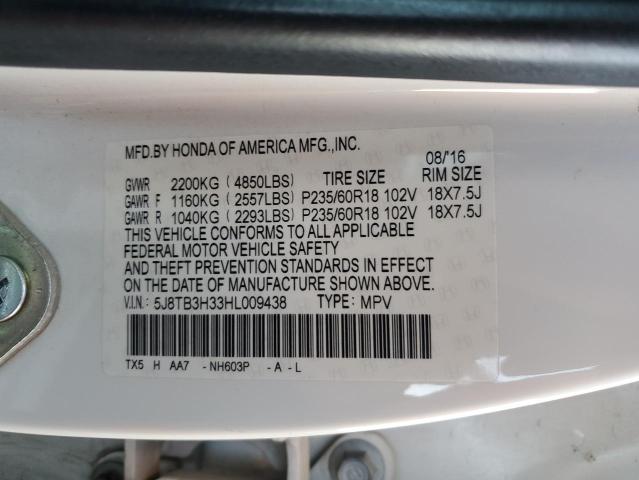 MFD.BY HONDA OF AMERICA MFG.,INC.
08/'16
GVWR 2200KG (4850LBS) TIRE SIZE RIM SIZE
GAWR F 1160KG (2557LBS) P235/60R18 102V 18X7.5J
GAWR R 1040KG (2293LBS) P235/60R18 102V 18X7.5J
THIS VEHICLE CONFORMS TO ALL APPLICABLE
FEDERAL MOTOR VEHICLE SAFETY
AND THEFT PREVENTION STANDARDS IN EFFECT
ON THE DATE OF MANUFACTURE SHOWN ABOVE.
V.I.N.: 5J8TB3H33HL009438 TYPE: MPV
TX5 H AA7 -NH603P -A -L